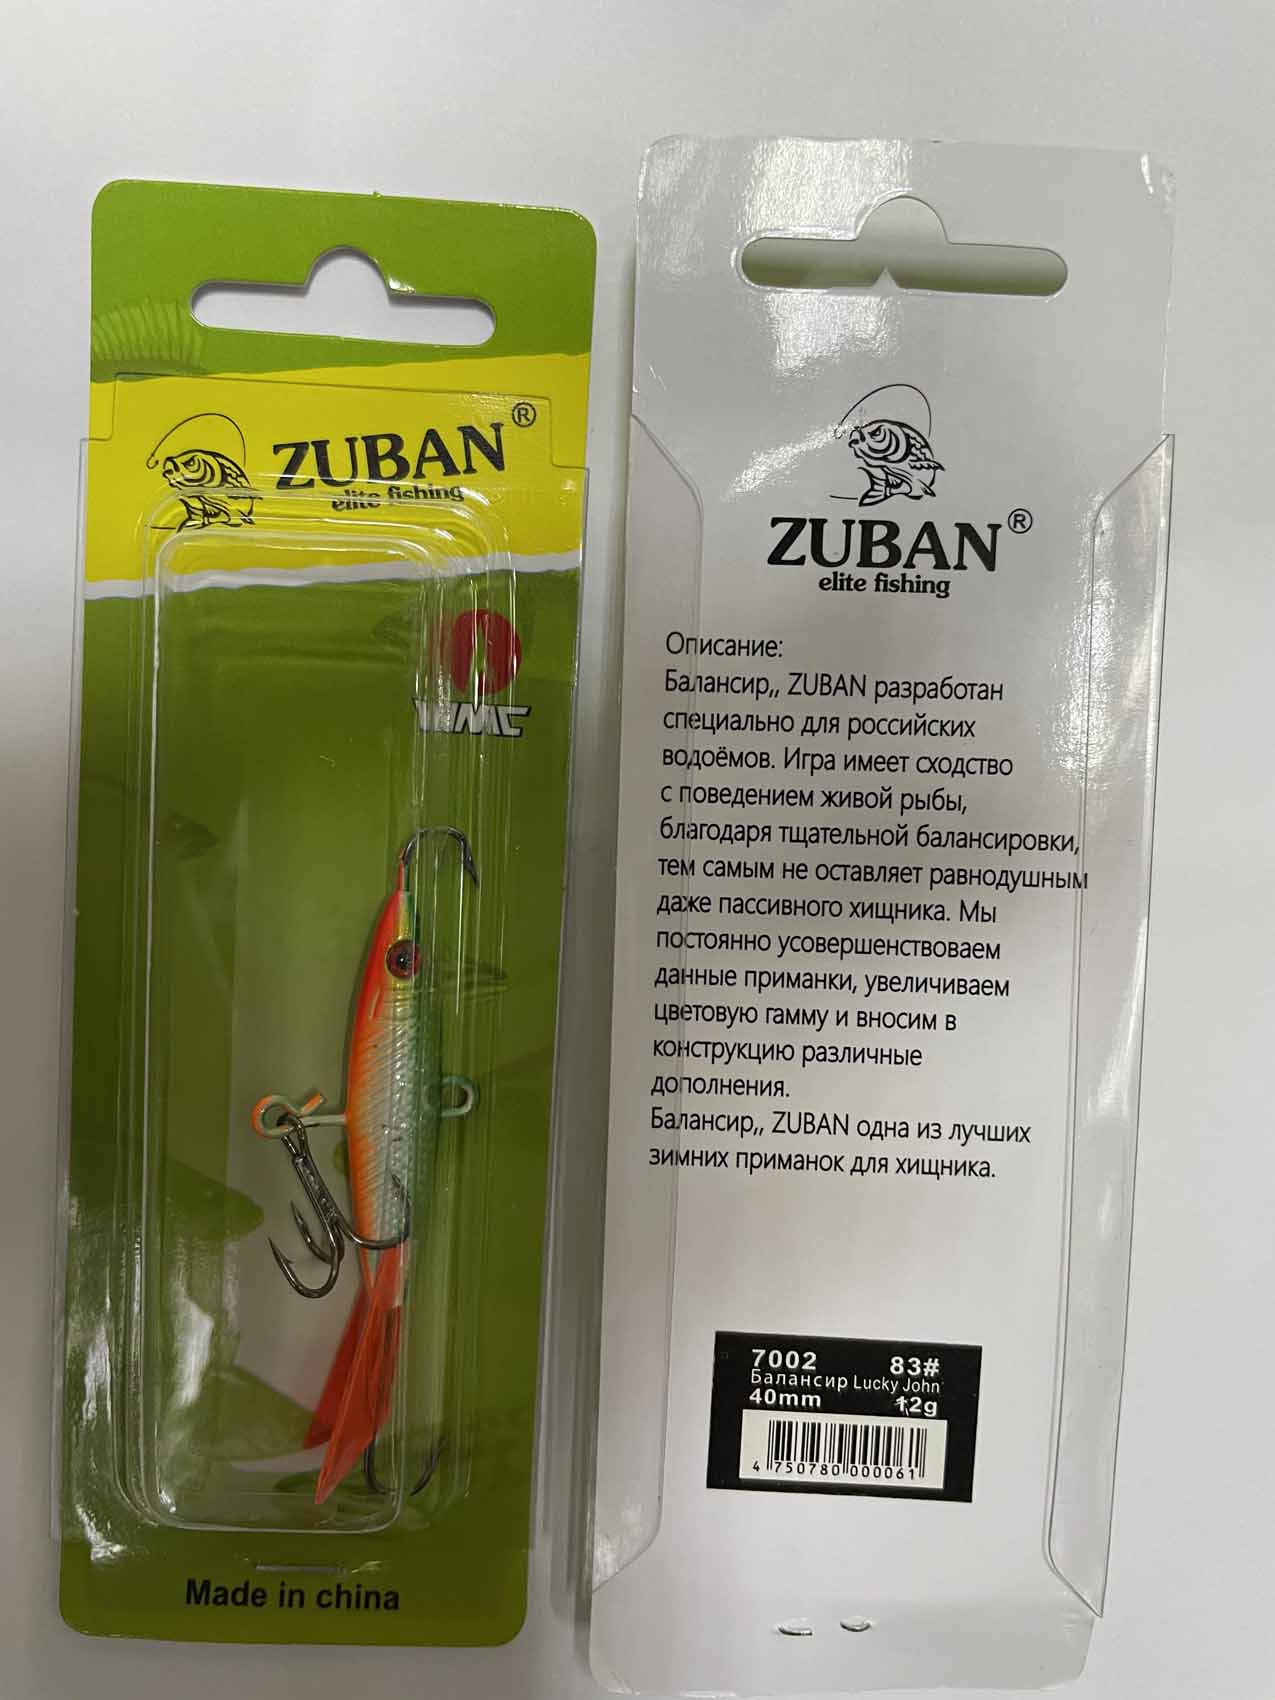 ZUBAN®
elite fishing
VMC
Made in china
ZUBAN®
elite fishing
Описание:
Балансир,, ZUBAN разработан
специально для российских
водоёмов. Игра имеет сходство
с поведением живой рыбы,
благодаря тщательной балансировки,
тем самым не оставляет равнодушным
даже пассивного хищника. Мы
постоянно усовершенствоваем
данные приманки, увеличиваем
цветовую гамму и вносим в
конструкцию различные
дополнения.
Балансир,, ZUBAN одна из лучших
зимних приманок для хищника.
7002 83#
Балансир Lucky John
40mm 12g
4 750780 000061